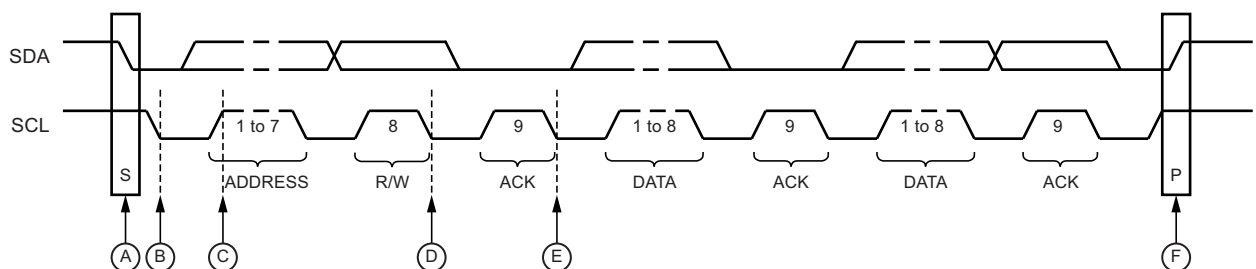 SDA
SCL
1 to 7
8
9
1 to 8
9
1 to 8
9
S
ADDRESS
R/W
ACK
DATA
ACK
DATA
ACK
P
A
B
C
D
E
F